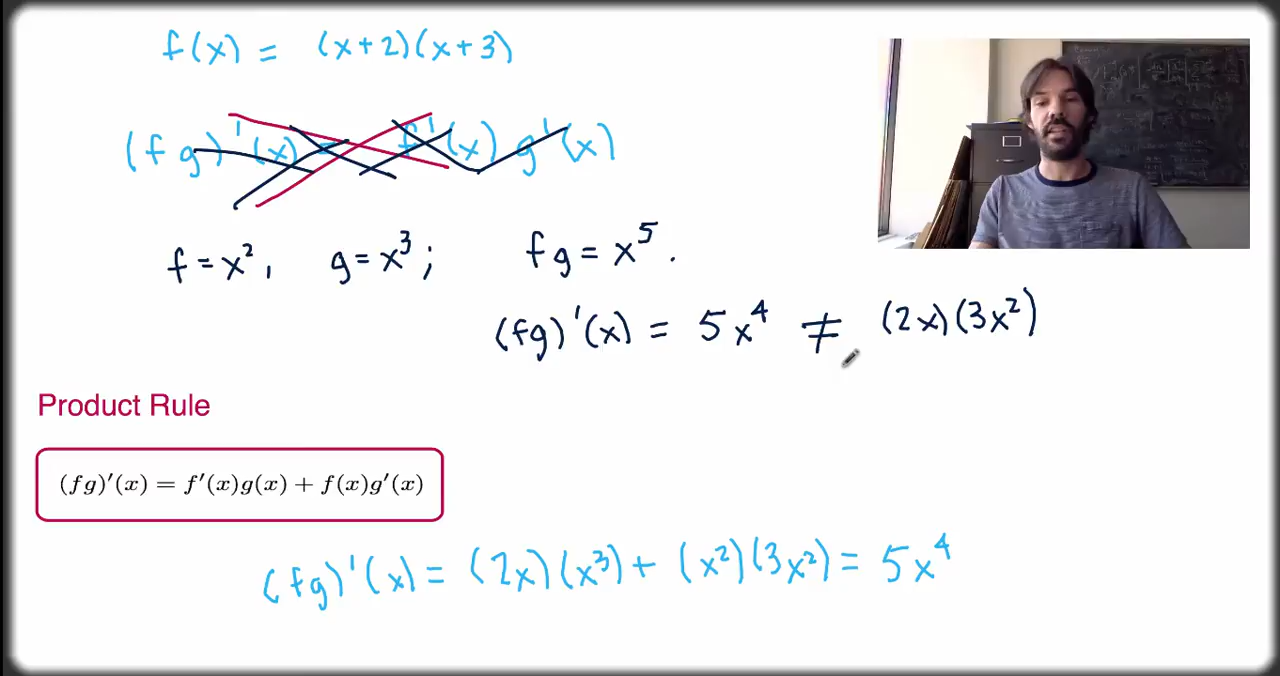 f(x) = (x+2)(x+3)
(fg)'(x) = f'(x) g'(x)
f = x², g = x³; fg = x⁵.
(fg)'(x) = 5x⁴ ≠ (2x)(3x²)
Product Rule
(fg)'(x) = f'(x)g(x) + f(x)g'(x)
(fg)'(x) = (2x)(x³) + (x²)(3x²) = 5x⁴